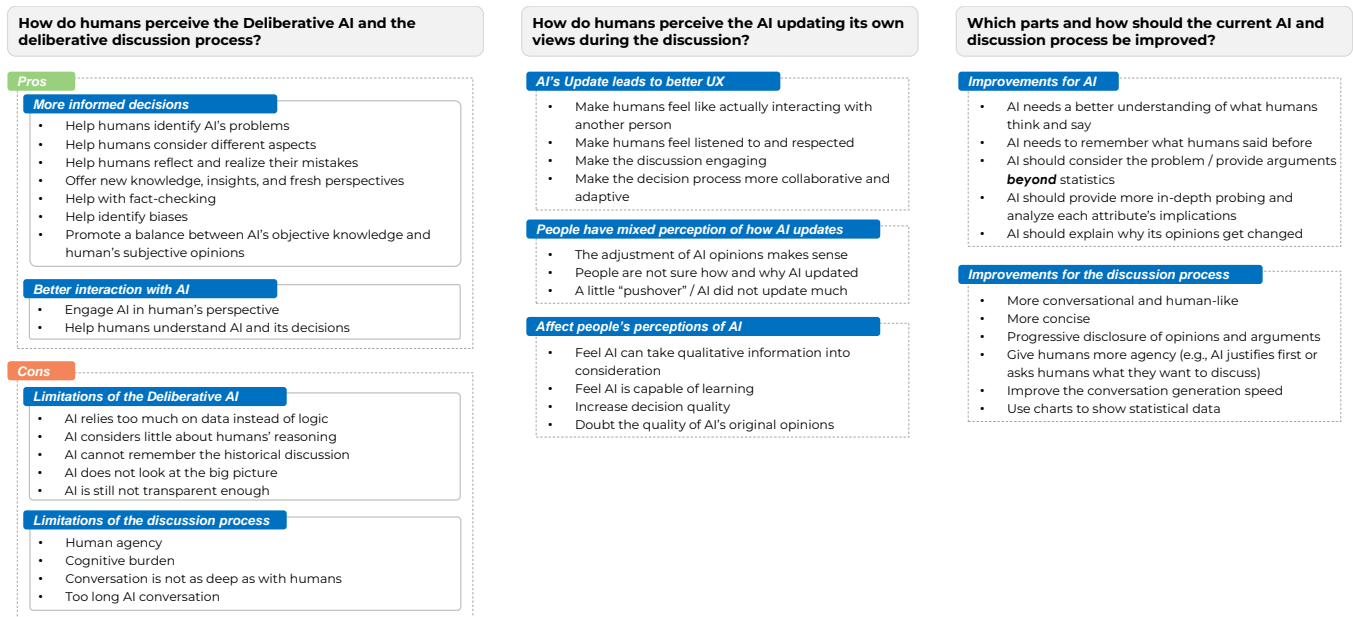 How do humans perceive the Deliberative AI and the
deliberative discussion process?
Pros
More informed decisions
• Help humans identify AI's problems
• Help humans consider different aspects
• Help humans reflect and realize their mistakes
• Offer new knowledge, insights, and fresh perspectives
• Help with fact-checking
• Help identify biases
• Promote a balance between AI's objective knowledge and
human's subjective opinions
Better interaction with AI
• Engage AI in human's perspective
• Help humans understand AI and its decisions
Cons
Limitations of the Deliberative AI
• AI relies too much on data instead of logic
• AI considers little about humans' reasoning
• AI cannot remember the historical discussion
• AI does not look at the big picture
• AI is still not transparent enough
Limitations of the discussion process
• Human agency
• Cognitive burden
• Conversation is not as deep as with humans
• Too long AI conversation
How do humans perceive the AI updating its own
views during the discussion?
AI's Update leads to better UX
• Make humans feel like actually interacting with
another person
• Make humans feel listened to and respected
• Make the discussion engaging
• Make the decision process more collaborative and
adaptive
People have mixed perception of how AI updates
• The adjustment of AI opinions makes sense
• People are not sure how and why AI updated
• A little "pushover" / AI did not update much
Affect people's perceptions of AI
• Feel AI can take qualitative information into
consideration
• Feel AI is capable of learning
• Increase decision quality
• Doubt the quality of AI's original opinions
Which parts and how should the current AI and
discussion process be improved?
Improvements for AI
• AI needs a better understanding of what humans
think and say
• AI needs to remember what humans said before
• AI should consider the problem / provide arguments
beyond statistics
• AI should provide more in-depth probing and
analyze each attribute's implications
• AI should explain why its opinions get changed
Improvements for the discussion process
• More conversational and human-like
• More concise
• Progressive disclosure of opinions and arguments
• Give humans more agency (e.g., AI justifies first or
asks humans what they want to discuss)
• Improve the conversation generation speed
• Use charts to show statistical data